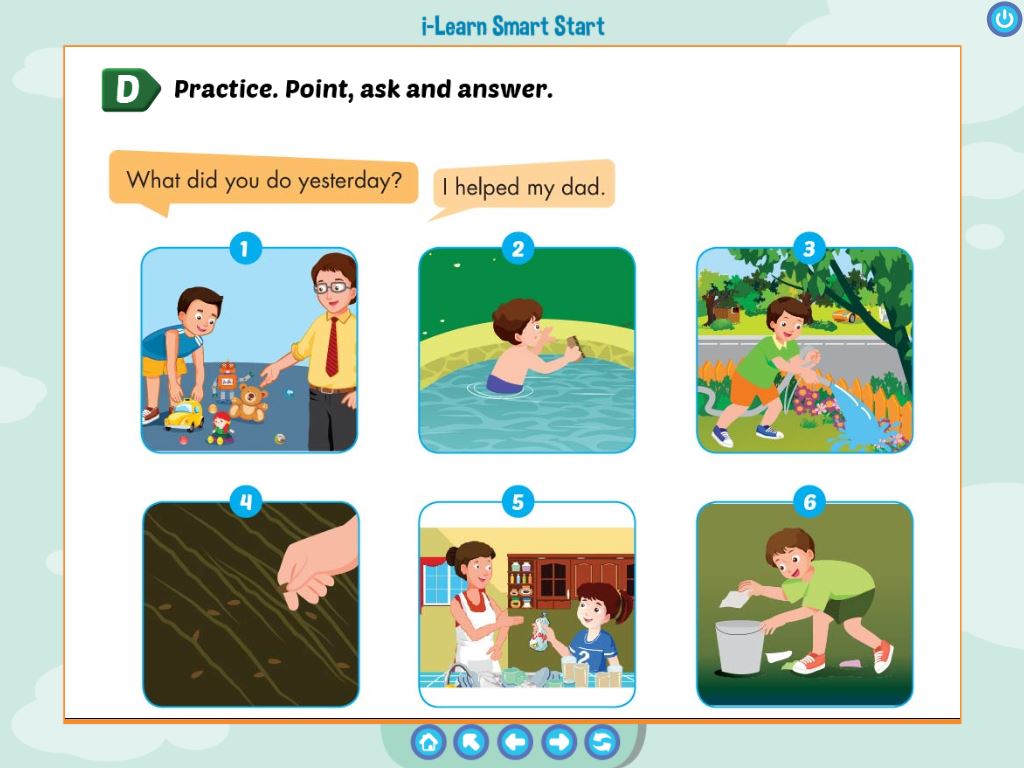 i-Learn Smart Start
D Practice. Point, ask and answer.
What did you do yesterday?
I helped my dad.
1
2
3
4
5
6
2